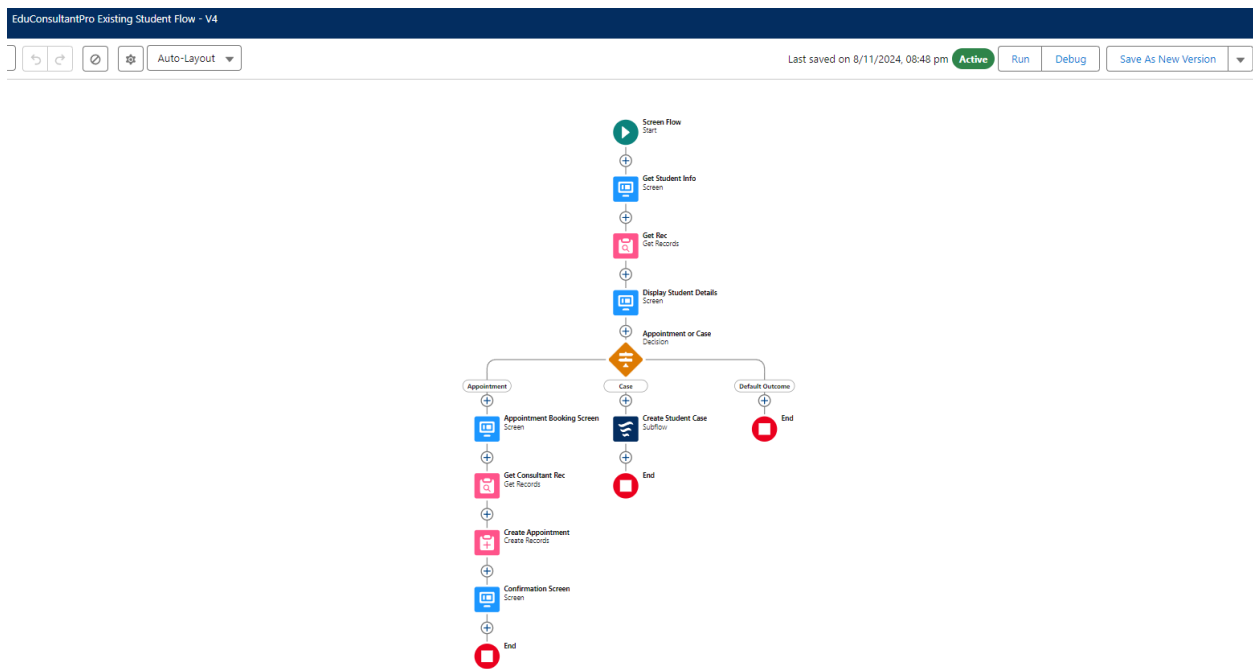 EduConsultantPro Existing Student Flow - V4
Auto-Layout
Last saved on 8/11/2024, 08:48 pm
Active
Run
Debug
Save As New Version
Screen Flow
Start
Get Student Info
Screen
Get Rec
Get Records
Display Student Details
Screen
Appointment or Case
Decision
Appointment
Case
Default Outcome
Appointment Booking Screen
Screen
Create Student Case
Subflow
End
Get Consultant Rec
Get Records
End
Create Appointment
Create Records
Confirmation Screen
Screen
End